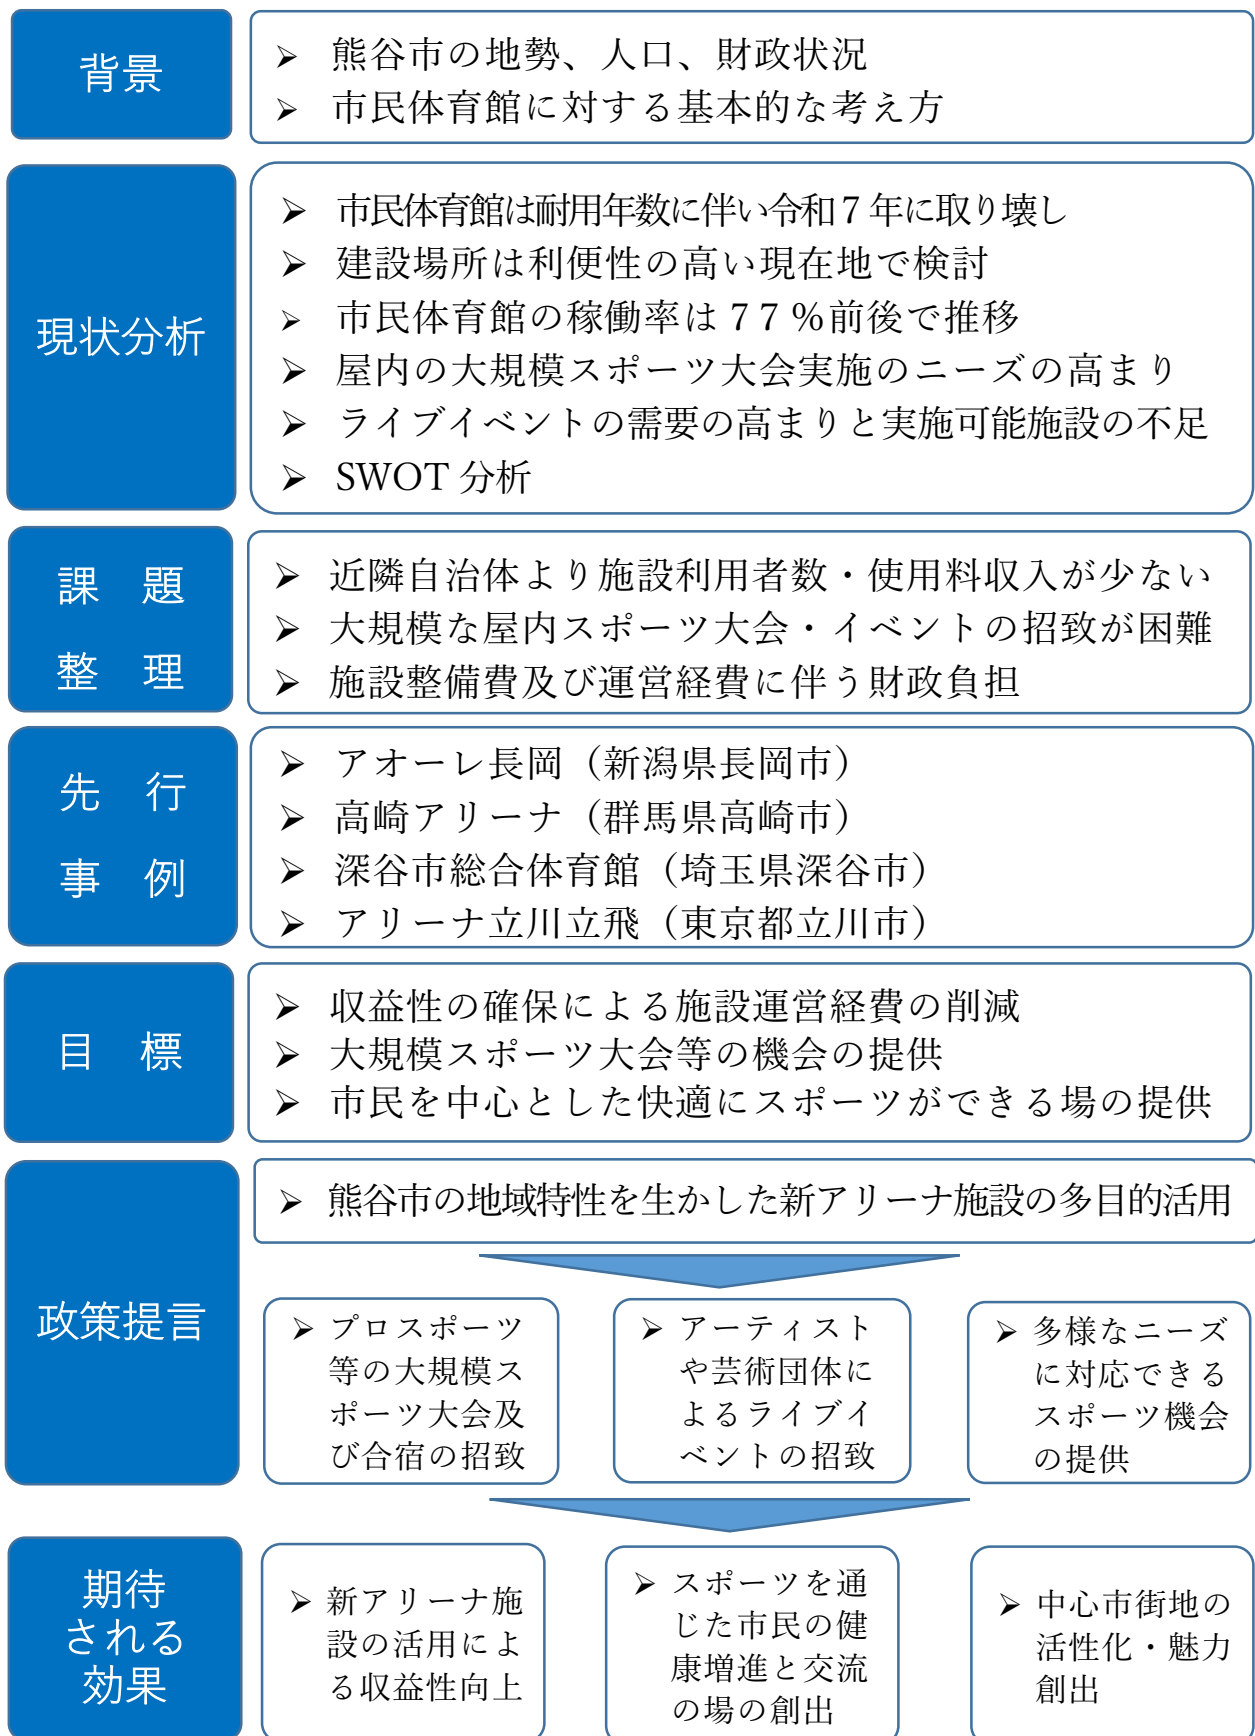 背景
➢ 熊谷市の地勢、人口、財政状況
➢ 市民体育館に対する基本的な考え方
現状分析
➢ 市民体育館は耐用年数に伴い令和７年に取り壊し
➢ 建設場所は利便性の高い現在地で検討
➢ 市民体育館の稼働率は７７％前後で推移
➢ 屋内の大規模スポーツ大会実施のニーズの高まり
➢ ライブイベントの需要の高まりと実施可能施設の不足
➢ SWOT 分析
課　題
整　理
➢ 近隣自治体より施設利用者数・使用料収入が少ない
➢ 大規模な屋内スポーツ大会・イベントの招致が困難
➢ 施設整備費及び運営経費に伴う財政負担
先　行
事　例
➢ アオーレ長岡（新潟県長岡市）
➢ 高崎アリーナ（群馬県高崎市）
➢ 深谷市総合体育館（埼玉県深谷市）
➢ アリーナ立川立飛（東京都立川市）
目　標
➢ 収益性の確保による施設運営経費の削減
➢ 大規模スポーツ大会等の機会の提供
➢ 市民を中心とした快適にスポーツができる場の提供
政策提言
➢ 熊谷市の地域特性を生かした新アリーナ施設の多目的活用
➢ プロスポーツ
等の大規模ス
ポーツ大会及
び合宿の招致
➢ アーティスト
や芸術団体に
よるライブイ
ベントの招致
➢ 多様なニーズ
に対応できる
スポーツ機会
の提供
期待
される
効果
➢ 新アリーナ施
設の活用によ
る収益性向上
➢ スポーツを通
じた市民の健
康増進と交流
の場の創出
➢ 中心市街地の
活性化・魅力
創出